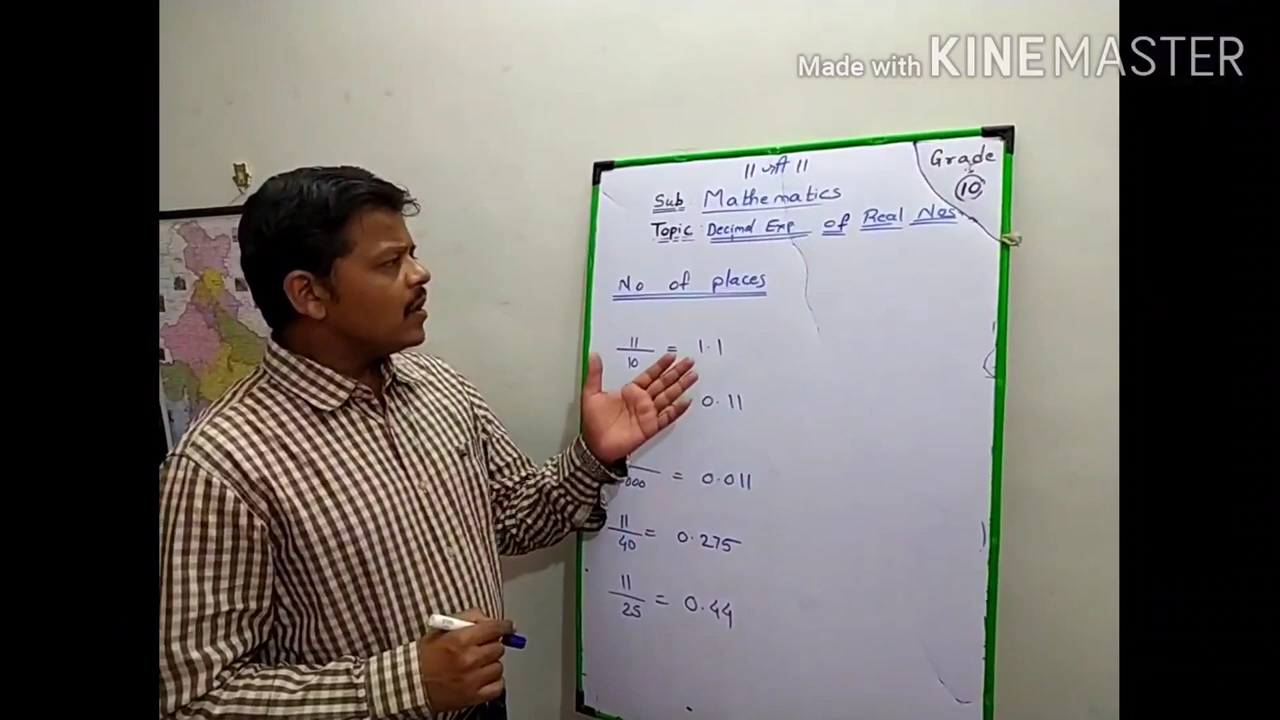 Made with KINEMASTER
|| श्री ||
Grade
10
Sub Mathematics
Topic Decimal Exp of Real Nos
No of places
11/10 = 1.1
0.11
000 = 0.011
11/40 = 0.275
11/25 = 0.44